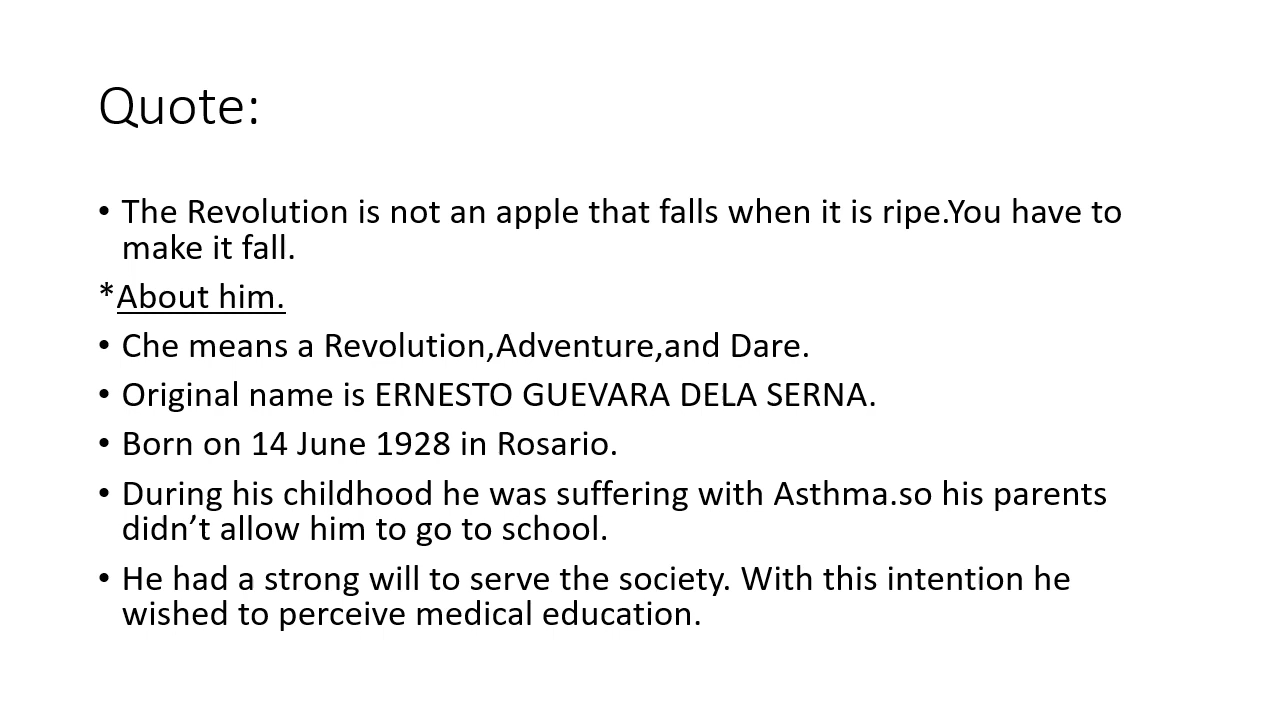 Quote:
• The Revolution is not an apple that falls when it is ripe.You have to
make it fall.
*About him.
• Che means a Revolution,Adventure,and Dare.
• Original name is ERNESTO GUEVARA DELA SERNA.
• Born on 14 June 1928 in Rosario.
• During his childhood he was suffering with Asthma.so his parents
didn’t allow him to go to school.
• He had a strong will to serve the society. With this intention he
wished to perceive medical education.